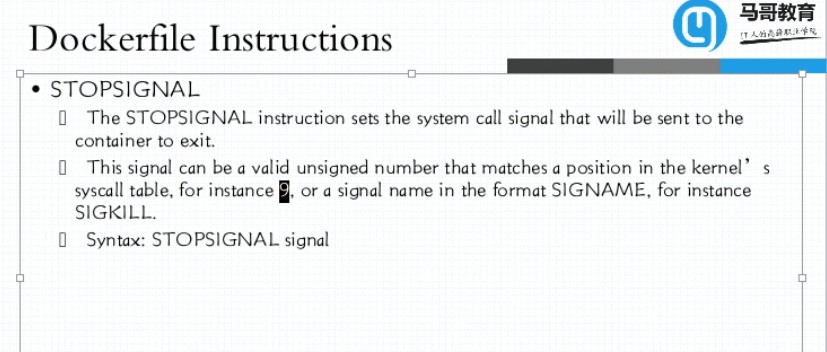 Dockerfile Instructions
马哥教育
IT人的高薪职业学院
• STOPSIGNAL
The STOPSIGNAL instruction sets the system call signal that will be sent to the
container to exit.
This signal can be a valid unsigned number that matches a position in the kernel’s
syscall table, for instance 9, or a signal name in the format SIGNAME, for instance
SIGKILL.
Syntax: STOPSIGNAL signal